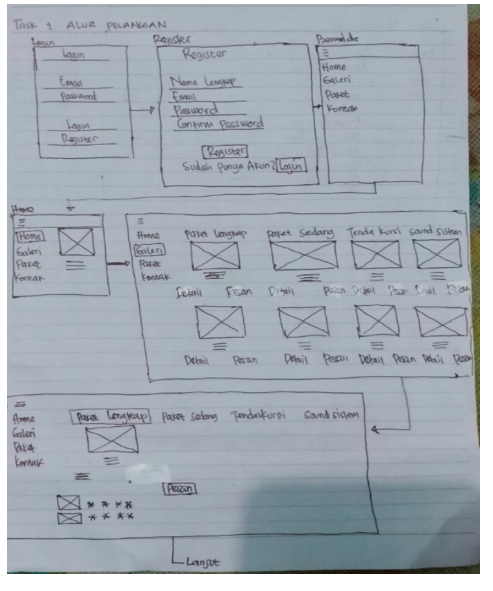 Task 1 ALUR PELANGGAN
Login
Login
Email
Password
Login
Register
Register
Register
Nama Lengkap
Email
Password
Confirm Password
Register
Sudah Punya Akun? Login
Beranda
Home
Galeri
Paket
Kontak
Home
Home
Galeri
Paket
Kontak
Home
Galeri
Paket
Kontak
Paket Lengkap Paket Sedang Tenda Kursi Sound Sistem
Detail Pesan Detail Pesan Detail Pesan Detail Pesan
Detail Pesan Detail Pesan Detail Pesan Detail Pesan
Home
Galeri
Paket
Kontak
Paket Lengkap Paket Sedang Tenda Kursi Sound Sistem
Pesan
Lanjut